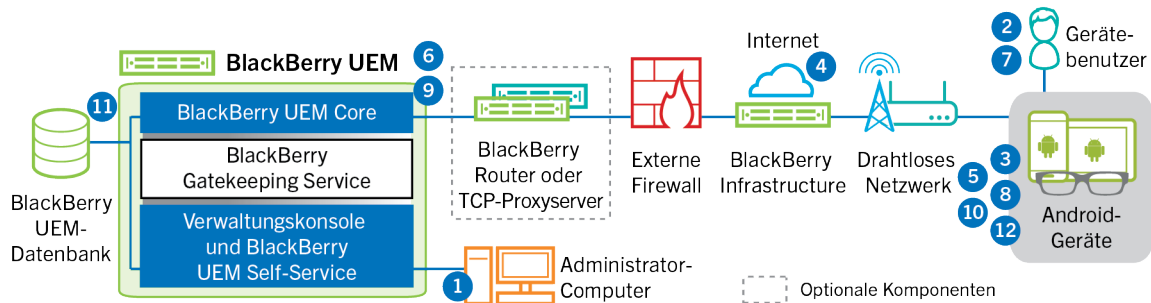 BlackBerry UEM
6
9
11
BlackBerry UEM Core
BlackBerry
Gatekeeping Service
Verwaltungskonsole
und BlackBerry
UEM Self-Service
BlackBerry
UEM-
Datenbank
1
Administrator-
Computer
BlackBerry
Router oder
TCP-Proxyserver
Externe
Firewall
Internet
4
BlackBerry
Infrastructure
Drahtloses
Netzwerk
2
7
Geräte-
benutzer
3
5
8
10
12
Android-
Geräte
Optionale Komponenten